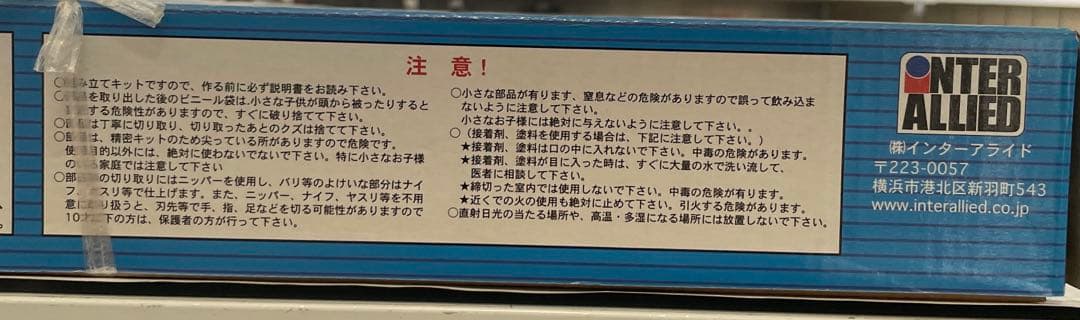 注 意！
み立てキットですので、作る前に必ず説明書をお読み下さい。
を取り出した後のビニール袋は、小さな子供が頭から被ったりすると
する危険性がありますので、すぐに破り捨てて下さい。
○部品は丁寧に切り取り、切り取ったあとのクズは捨てて下さい。
は、精密キットのため尖っている所がありますので危険です。
使用目的以外には、絶対に使わないでないで下さい。特に小さなお子様
の家庭では注意して下さい
○部品の切り取りにはニッパーを使用し、バリ等のよけいな部分はナイ
フ、ヤスリ等で仕上げます。また、ニッパー、ナイフ、ヤスリ等を不用
意に取り扱うと、刃先等で手、指、足などを切る可能性がありますので
下の方は、保護者の方が行って下さい。
○小さな部品が有ります、窒息などの危険がありますので誤って飲み込ま
ないように注意して下さい。
小さなお子様には絶対に与えないように注意して下さい。。
○（接着剤、塗料を使用する場合は、下記に注意して下さい。）
★接着剤、塗料は口の中に入れないで下さい。中毒の危険があります。
★接着剤、塗料が目に入った時は、すぐに大量の水で洗い流して、
医者に相談して下さい。
★締切った室内では使用しないで下さい。中毒の危険が有ります。
★近くでの火の使用も絶対に止めて下さい。引火する危険があります。
○直射日光の当たる場所や、高温・多湿になる場所には放置しないで下さい。
INTER
ALLIED
㈱インターアライド
〒223-0057
横浜市港北区新羽町543
www.interallied.co.jp